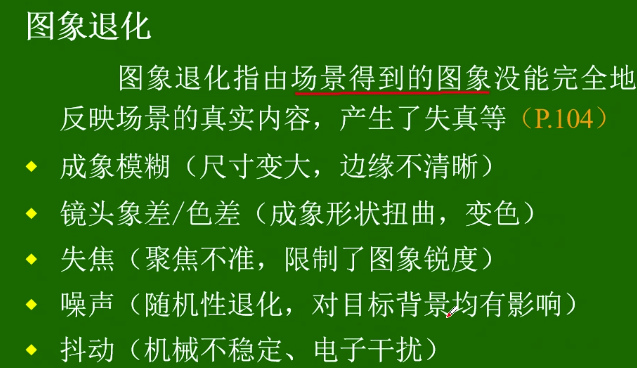 图象退化
图象退化指由场景得到的图象没能完全地
反映场景的真实内容，产生了失真等（P.104）
成象模糊（尺寸变大，边缘不清晰）
镜头象差/色差（成象形状扭曲，变色）
失焦（聚焦不准，限制了图象锐度）
噪声（随机性退化，对目标背景均有影响）
抖动（机械不稳定、电子干扰）